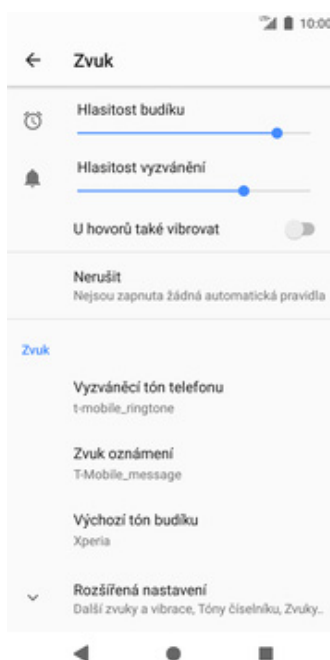 10:00
Zvuk
Hlasitost budíku
Hlasitost vyzvánění
U hovorů také vibrovat
Nerušit
Nejsou zapnuta žádná automatická pravidla
Zvuk
Vyzváněcí tón telefonu
t-mobile_ringtone
Zvuk oznámení
T-Mobile_message
Výchozí tón budíku
Xperia
Rozšířená nastavení
Další zvuky a vibrace, Tóny číselníku, Zvuky..